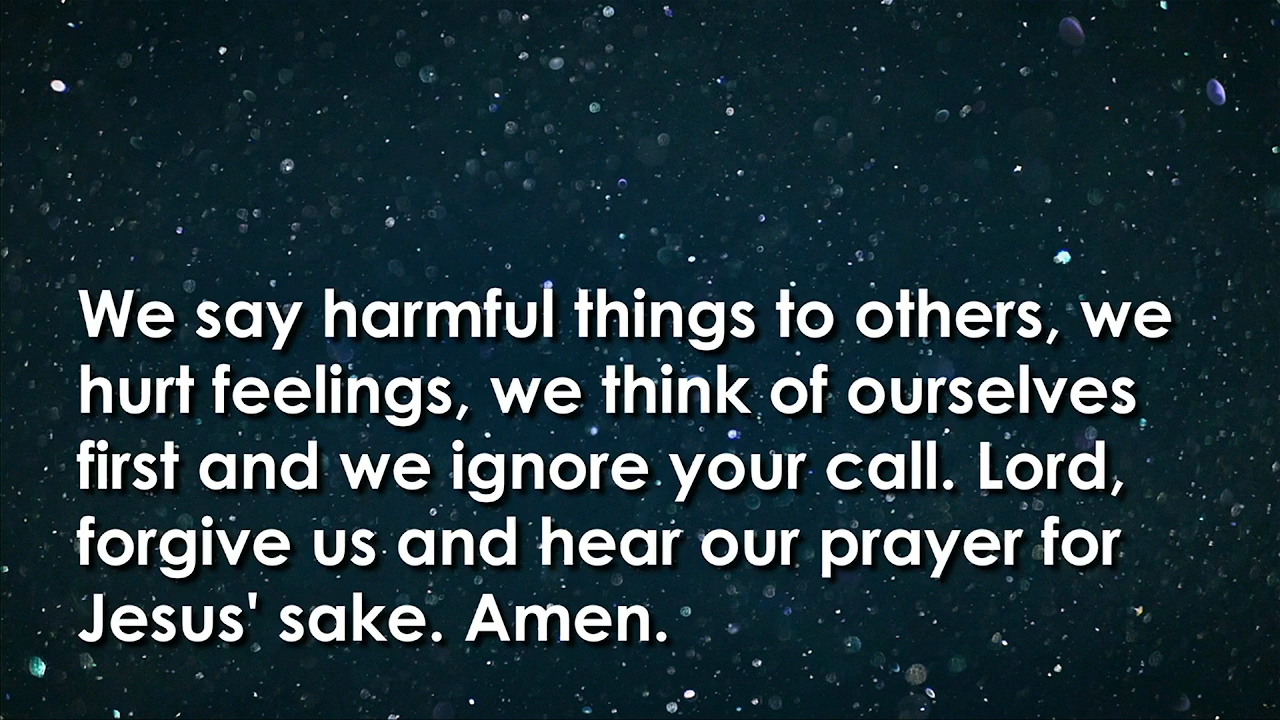 We say harmful things to others, we
hurt feelings, we think of ourselves
first and we ignore your call. Lord,
forgive us and hear our prayer for
Jesus' sake. Amen.